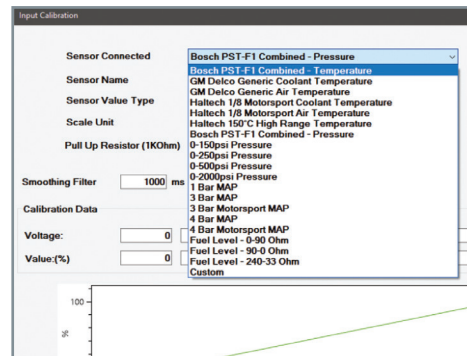 Input Calibration
Sensor Connected Bosch PST-F1 Combined - Pressure
Bosch PST-F1 Combined - Temperature
Sensor Name GM Delco Generic Coolant Temperature
GM Delco Generic Air Temperature
Sensor Value Type Haltech 1/8 Motorsport Coolant Temperature
Haltech 1/8 Motorsport Air Temperature
Scale Unit Haltech 150°C High Range Temperature
Bosch PST-F1 Combined - Pressure
Pull Up Resistor (1KOhm) 0-150psi Pressure
0-250psi Pressure
0-500psi Pressure
Smoothing Filter 1000 ms 0-2000psi Pressure
1 Bar MAP
3 Bar MAP
Calibration Data 3 Bar Motorsport MAP
4 Bar MAP
4 Bar Motorsport MAP
Voltage: 0 Fuel Level - 0-90 Ohm
Fuel Level - 90-0 Ohm
Value:(%) 0 Fuel Level - 240-33 Ohm
Custom
100
%